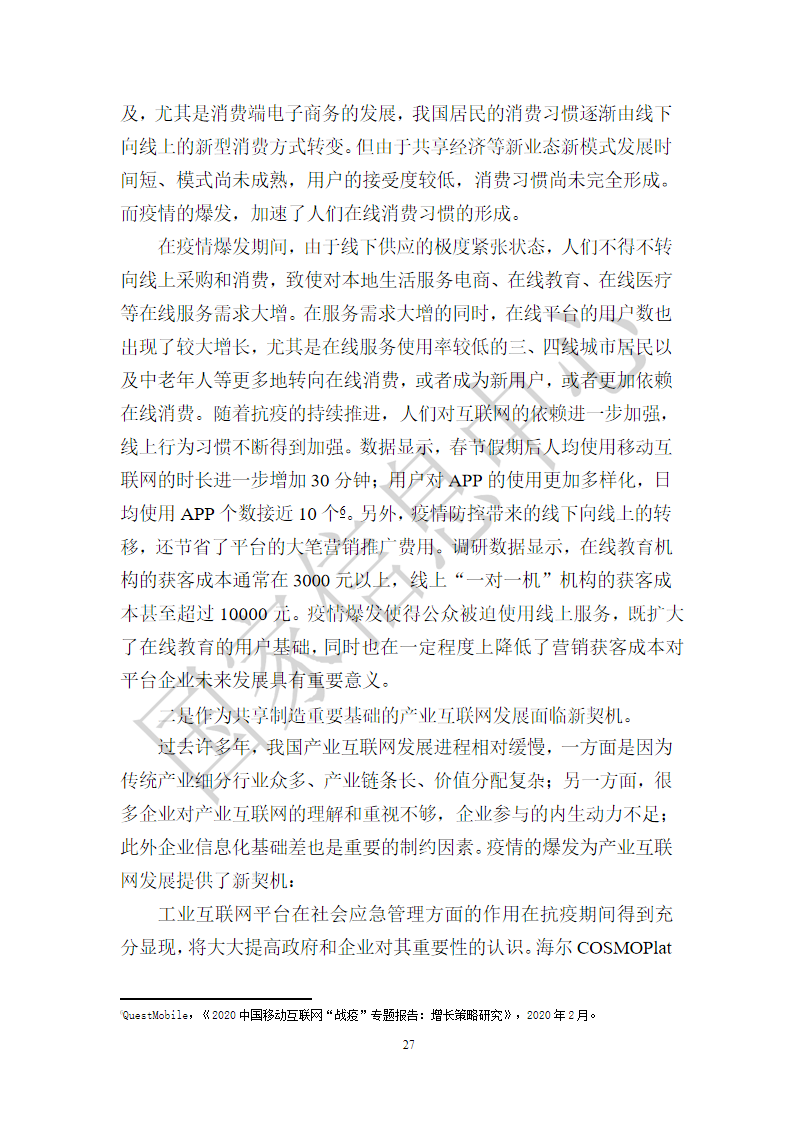 及，尤其是消费端电子商务的发展，我国居民的消费习惯逐渐由线下
向线上的新型消费方式转变。但由于共享经济等新业态新模式发展时
间短、模式尚未成熟，用户的接受度较低，消费习惯尚未完全形成。
而疫情的爆发，加速了人们在线消费习惯的形成。
在疫情爆发期间，由于线下供应的极度紧张状态，人们不得不转
向线上采购和消费，致使对本地生活服务电商、在线教育、在线医疗
等在线服务需求大增。在服务需求大增的同时，在线平台的用户数也
出现了较大增长，尤其是在线服务使用率较低的三、四线城市居民以
及中老年人等更多地转向在线消费，或者成为新用户，或者更加依赖
在线消费。随着抗疫的持续推进，人们对互联网的依赖进一步加强，
线上行为习惯不断得到加强。数据显示，春节假期后人均使用移动互
联网的时长进一步增加 30 分钟；用户对 APP 的使用更加多样化，日
均使用 APP 个数接近 10 个6。另外，疫情防控带来的线下向线上的转
移，还节省了平台的大笔营销推广费用。调研数据显示，在线教育机
构的获客成本通常在 3000 元以上，线上“一对一机”机构的获客成
本甚至超过 10000 元。疫情爆发使得公众被迫使用线上服务，既扩大
了在线教育的用户基础，同时也在一定程度上降低了营销获客成本对
平台企业未来发展具有重要意义。
二是作为共享制造重要基础的产业互联网发展面临新契机。
过去许多年，我国产业互联网发展进程相对缓慢，一方面是因为
传统产业细分行业众多、产业链条长、价值分配复杂；另一方面，很
多企业对产业互联网的理解和重视不够，企业参与的内生动力不足；
此外企业信息化基础差也是重要的制约因素。疫情的爆发为产业互联
网发展提供了新契机：
工业互联网平台在社会应急管理方面的作用在抗疫期间得到充
分显现，将大大提高政府和企业对其重要性的认识。海尔 COSMOPlat
6QuestMobile，《2020 中国移动互联网“战疫”专题报告：增长策略研究》，2020 年 2 月。
27
国家信息中心